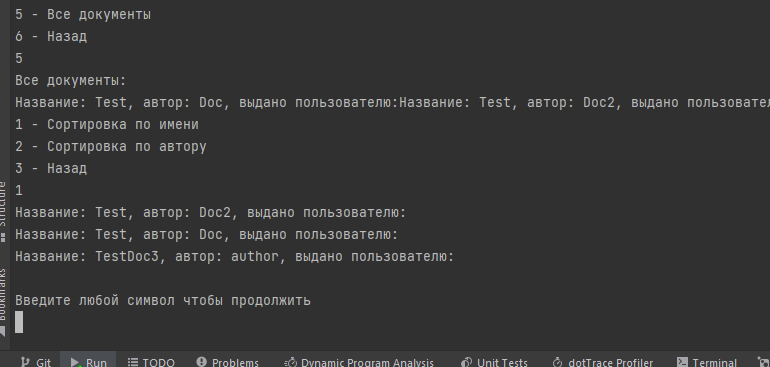 5 - Все документы
6 - Назад
5
Все документы:
Название: Test, автор: Doc, выдано пользователю:Название: Test, автор: Doc2, выдано
1 - Сортировка по имени
2 - Сортировка по автору
3 - Назад
1
Название: Test, автор: Doc2, выдано пользователю:
Название: Test, автор: Doc, выдано пользователю:
Название: TestDoc3, автор: author, выдано пользователю:
Введите любой символ чтобы продолжить
Structure
Bookmarks
Git
Run
TODO
Problems
Dynamic Program Analysis
Unit Tests
dotTrace Profiler
Terminal